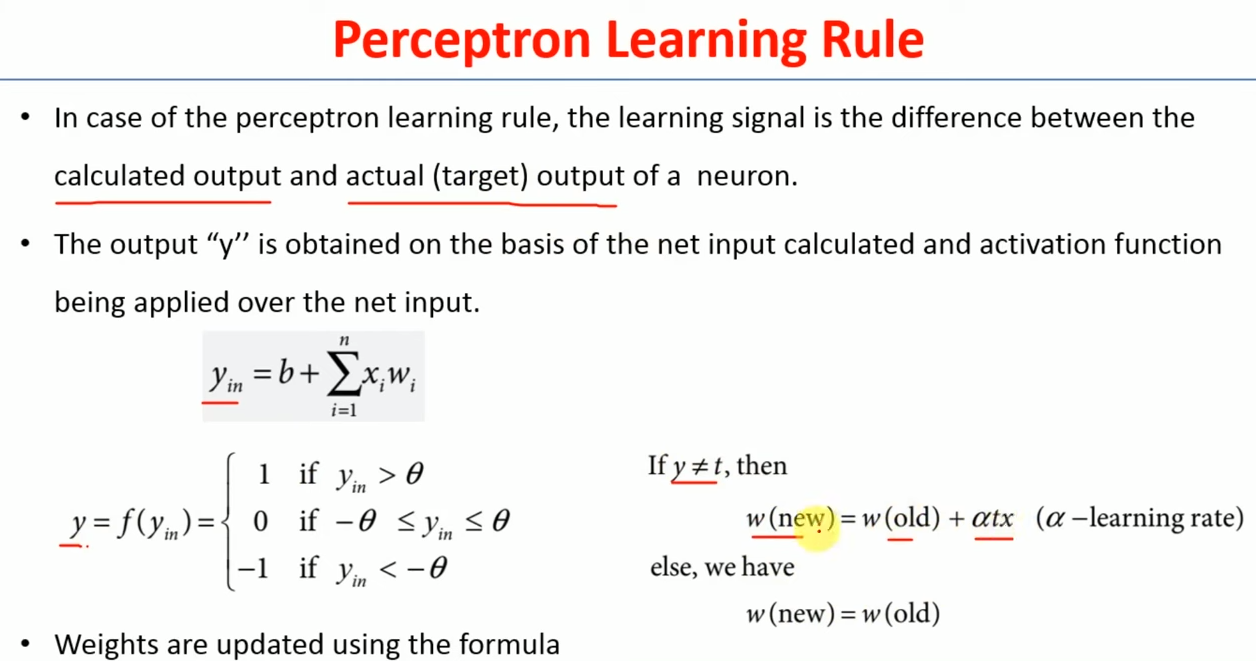 Perceptron Learning Rule
• In case of the perceptron learning rule, the learning signal is the difference between the
calculated output and actual (target) output of a neuron.
• The output “y’’ is obtained on the basis of the net input calculated and activation function
being applied over the net input.
y_in = b + ∑_{i=1}^{n} x_i w_i
y = f(y_in) = { 1 if y_in > θ
0 if −θ ≤ y_in ≤ θ
−1 if y_in < −θ
If y ≠ t, then
w(new) = w(old) + αtx (α −learning rate)
else, we have
w(new) = w(old)
• Weights are updated using the formula